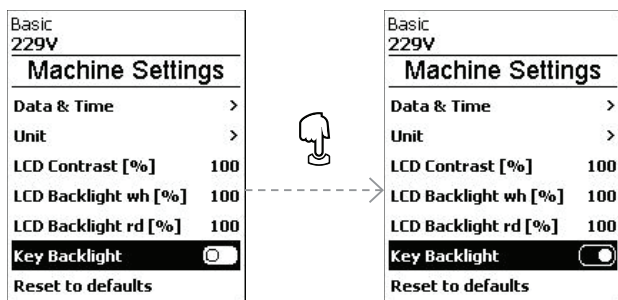 Basic
229V
Machine Settings
Data & Time >
Unit >
LCD Contrast [%] 100
LCD Backlight wh [%] 100
LCD Backlight rd [%] 100
Key Backlight
Reset to defaults
Basic
229V
Machine Settings
Data & Time >
Unit >
LCD Contrast [%] 100
LCD Backlight wh [%] 100
LCD Backlight rd [%] 100
Key Backlight
Reset to defaults